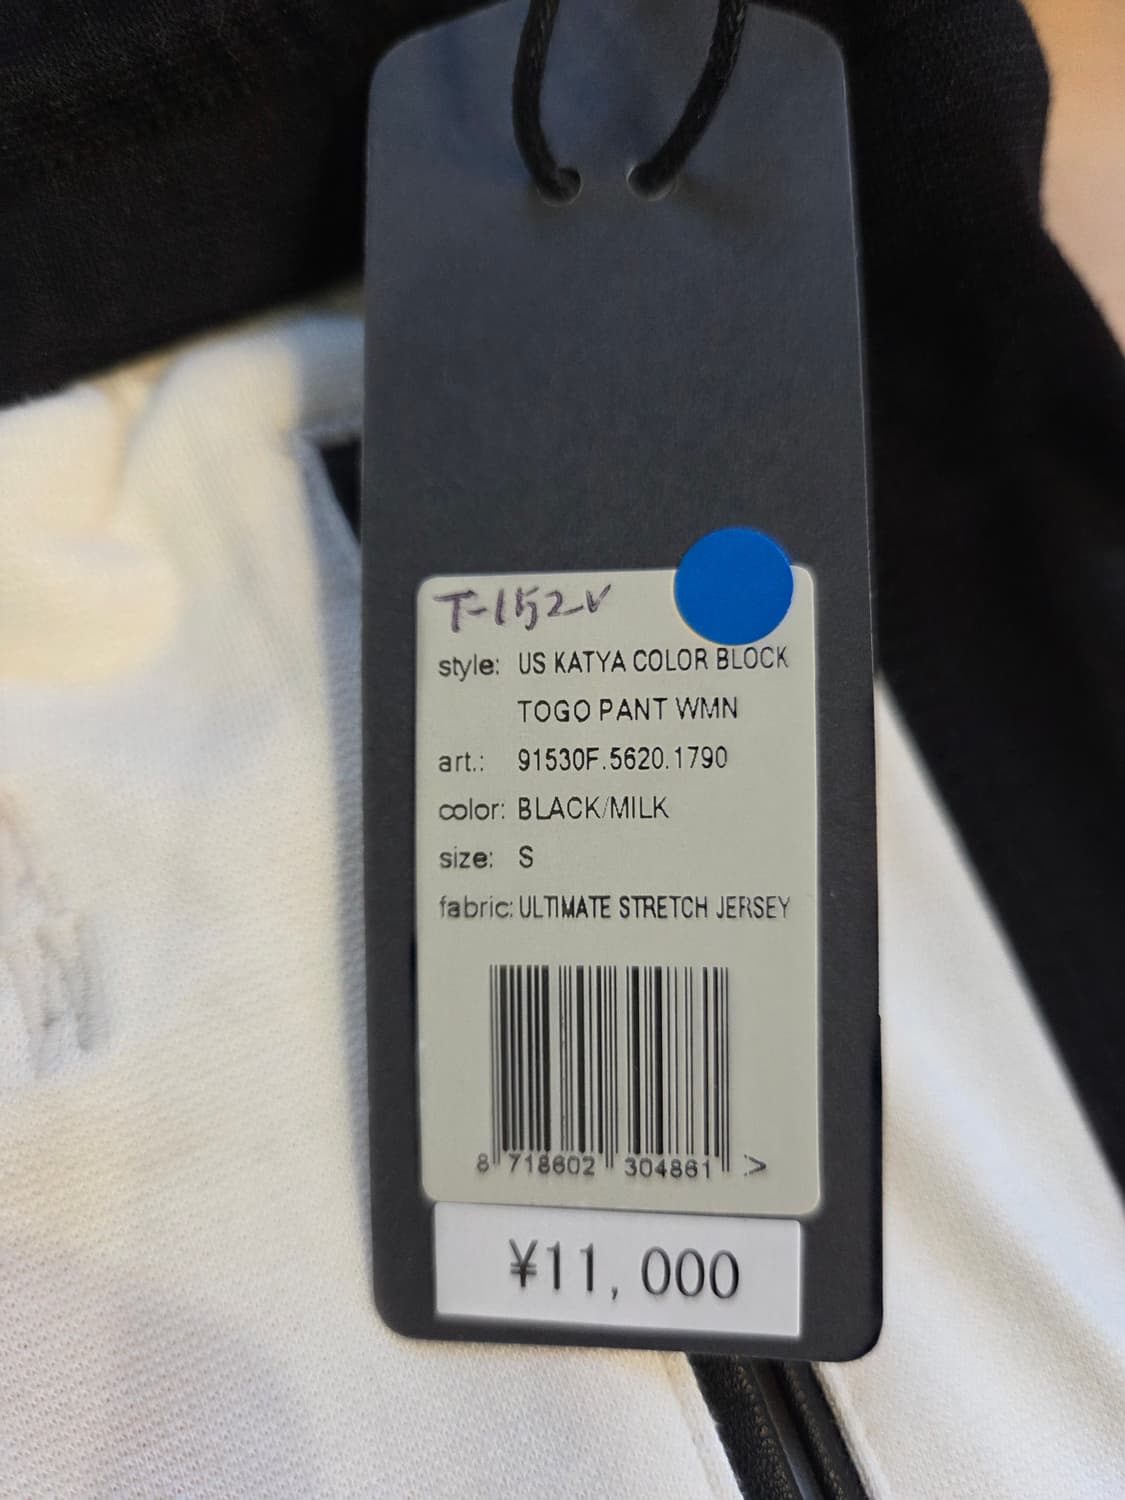 T-152
style: US KATYA COLOR BLOCK
TOGO PANT WMN
art.: 91530F.5620.1790
color: BLACK/MILK
size: S
fabric: ULTIMATE STRETCH JERSEY
8 718602 304861 >
¥11,000